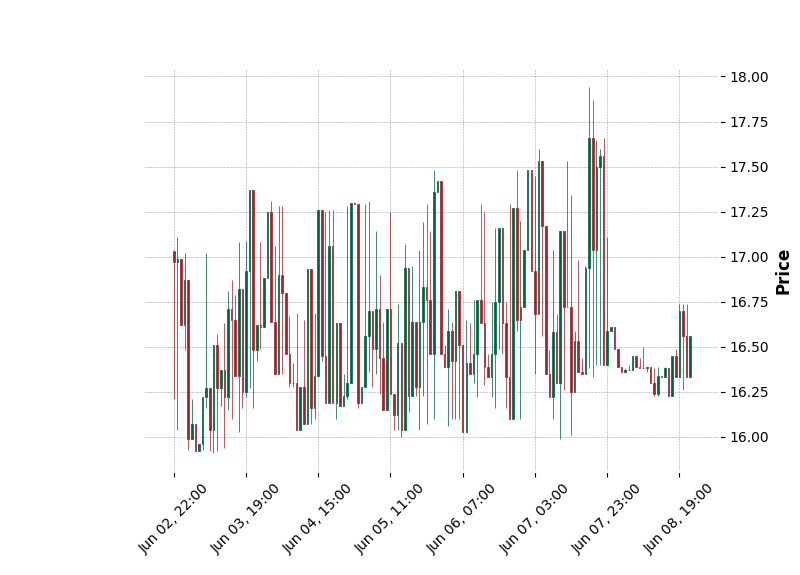 18.00
17.75
17.50
17.25
17.00
16.75
16.50
16.25
16.00
Price
Jun 02, 22:00
Jun 03, 19:00
Jun 04, 15:00
Jun 05, 11:00
Jun 06, 07:00
Jun 07, 03:00
Jun 07, 23:00
Jun 08, 19:00